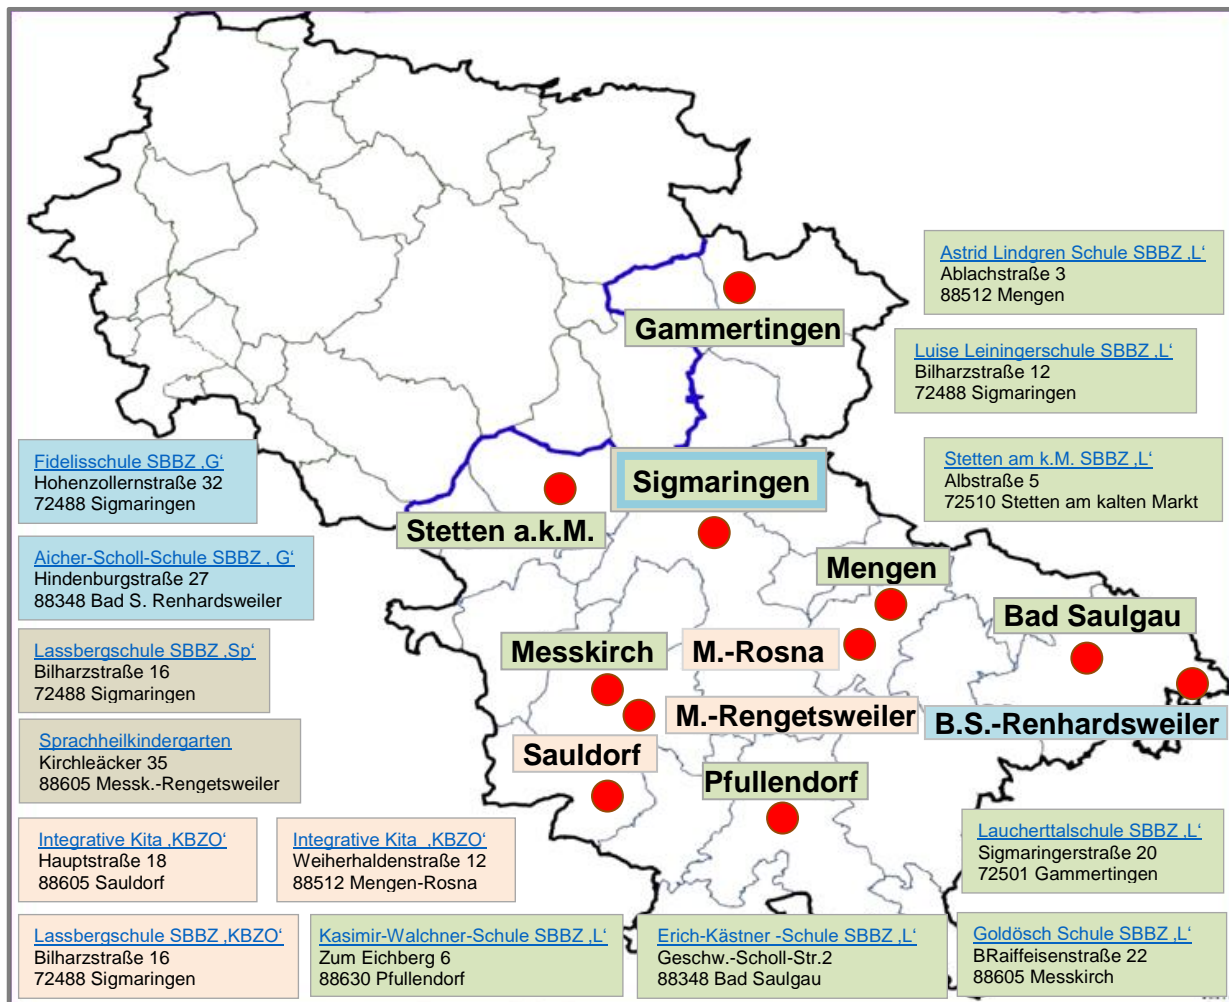 Astrid Lindgren Schule SBBZ ‚L‘
Ablachstraße 3
88512 Mengen
Gammertingen
Luise Leiningerschule SBBZ ‚L‘
Bilharzstraße 12
72488 Sigmaringen
Fidelisschule SBBZ ‚G‘
Hohenzollernstraße 32
72488 Sigmaringen
Sigmaringen
Stetten am k.M. SBBZ ‚L‘
Albstraße 5
72510 Stetten am kalten Markt
Stetten a.k.M.
Aicher-Scholl-Schule SBBZ ‚ G‘
Hindenburgstraße 27
88348 Bad S. Renhardsweiler
Mengen
Bad Saulgau
Messkirch
M.-Rosna
Lassbergschule SBBZ ‚Sp‘
Bilharzstraße 16
72488 Sigmaringen
M.-Rengetsweiler
B.S.-Renhardsweiler
Sprachheilkindergarten
Kirchleäcker 35
88605 Messk.-Rengetsweiler
Sauldorf
Pfullendorf
Integrative Kita ‚KBZO‘
Hauptstraße 18
88605 Sauldorf
Integrative Kita ‚KBZO‘
Weiherhaldenstraße 12
88512 Mengen-Rosna
Laucherttalschule SBBZ ‚L‘
Sigmaringerstraße 20
72501 Gammertingen
Lassbergschule SBBZ ‚KBZO‘
Bilharzstraße 16
72488 Sigmaringen
Kasimir-Walchner-Schule SBBZ ‚L‘
Zum Eichberg 6
88630 Pfullendorf
Erich-Kästner -Schule SBBZ ‚L‘
Geschw.-Scholl-Str.2
88348 Bad Saulgau
Goldösch Schule SBBZ ‚L‘
BRaiffeisenstraße 22
88605 Messkirch